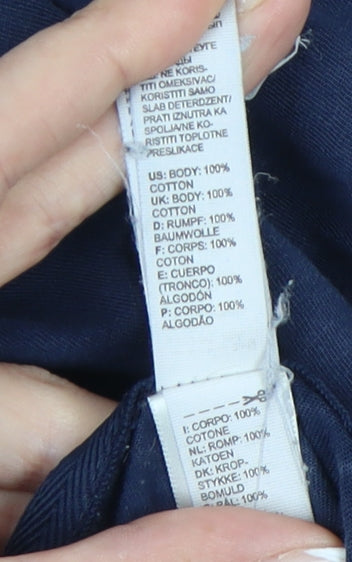 NE KORIS-
TITI OMEKSIVAC/
KORISTITI SAMO
SLAB DETERDZENT/
PRATI IZNUTRA KA
SPOLJA/NE KO-
RISTITI TOPLOTNE
PRESLIKACE
US: BODY: 100%
COTTON
UK: BODY: 100%
COTTON
D: RUMPF: 100%
BAUMWOLLE
F: CORPS: 100%
COTON
E: CUERPO
(TRONCO): 100%
ALGODÓN
P: CORPO: 100%
ALGODÃO
I: CORPO: 100%
COTONE
NL: ROMP: 100%
KATOEN
DK: KROP-
STYKKE: 100%
BOMULD
S: BÅL: 100%